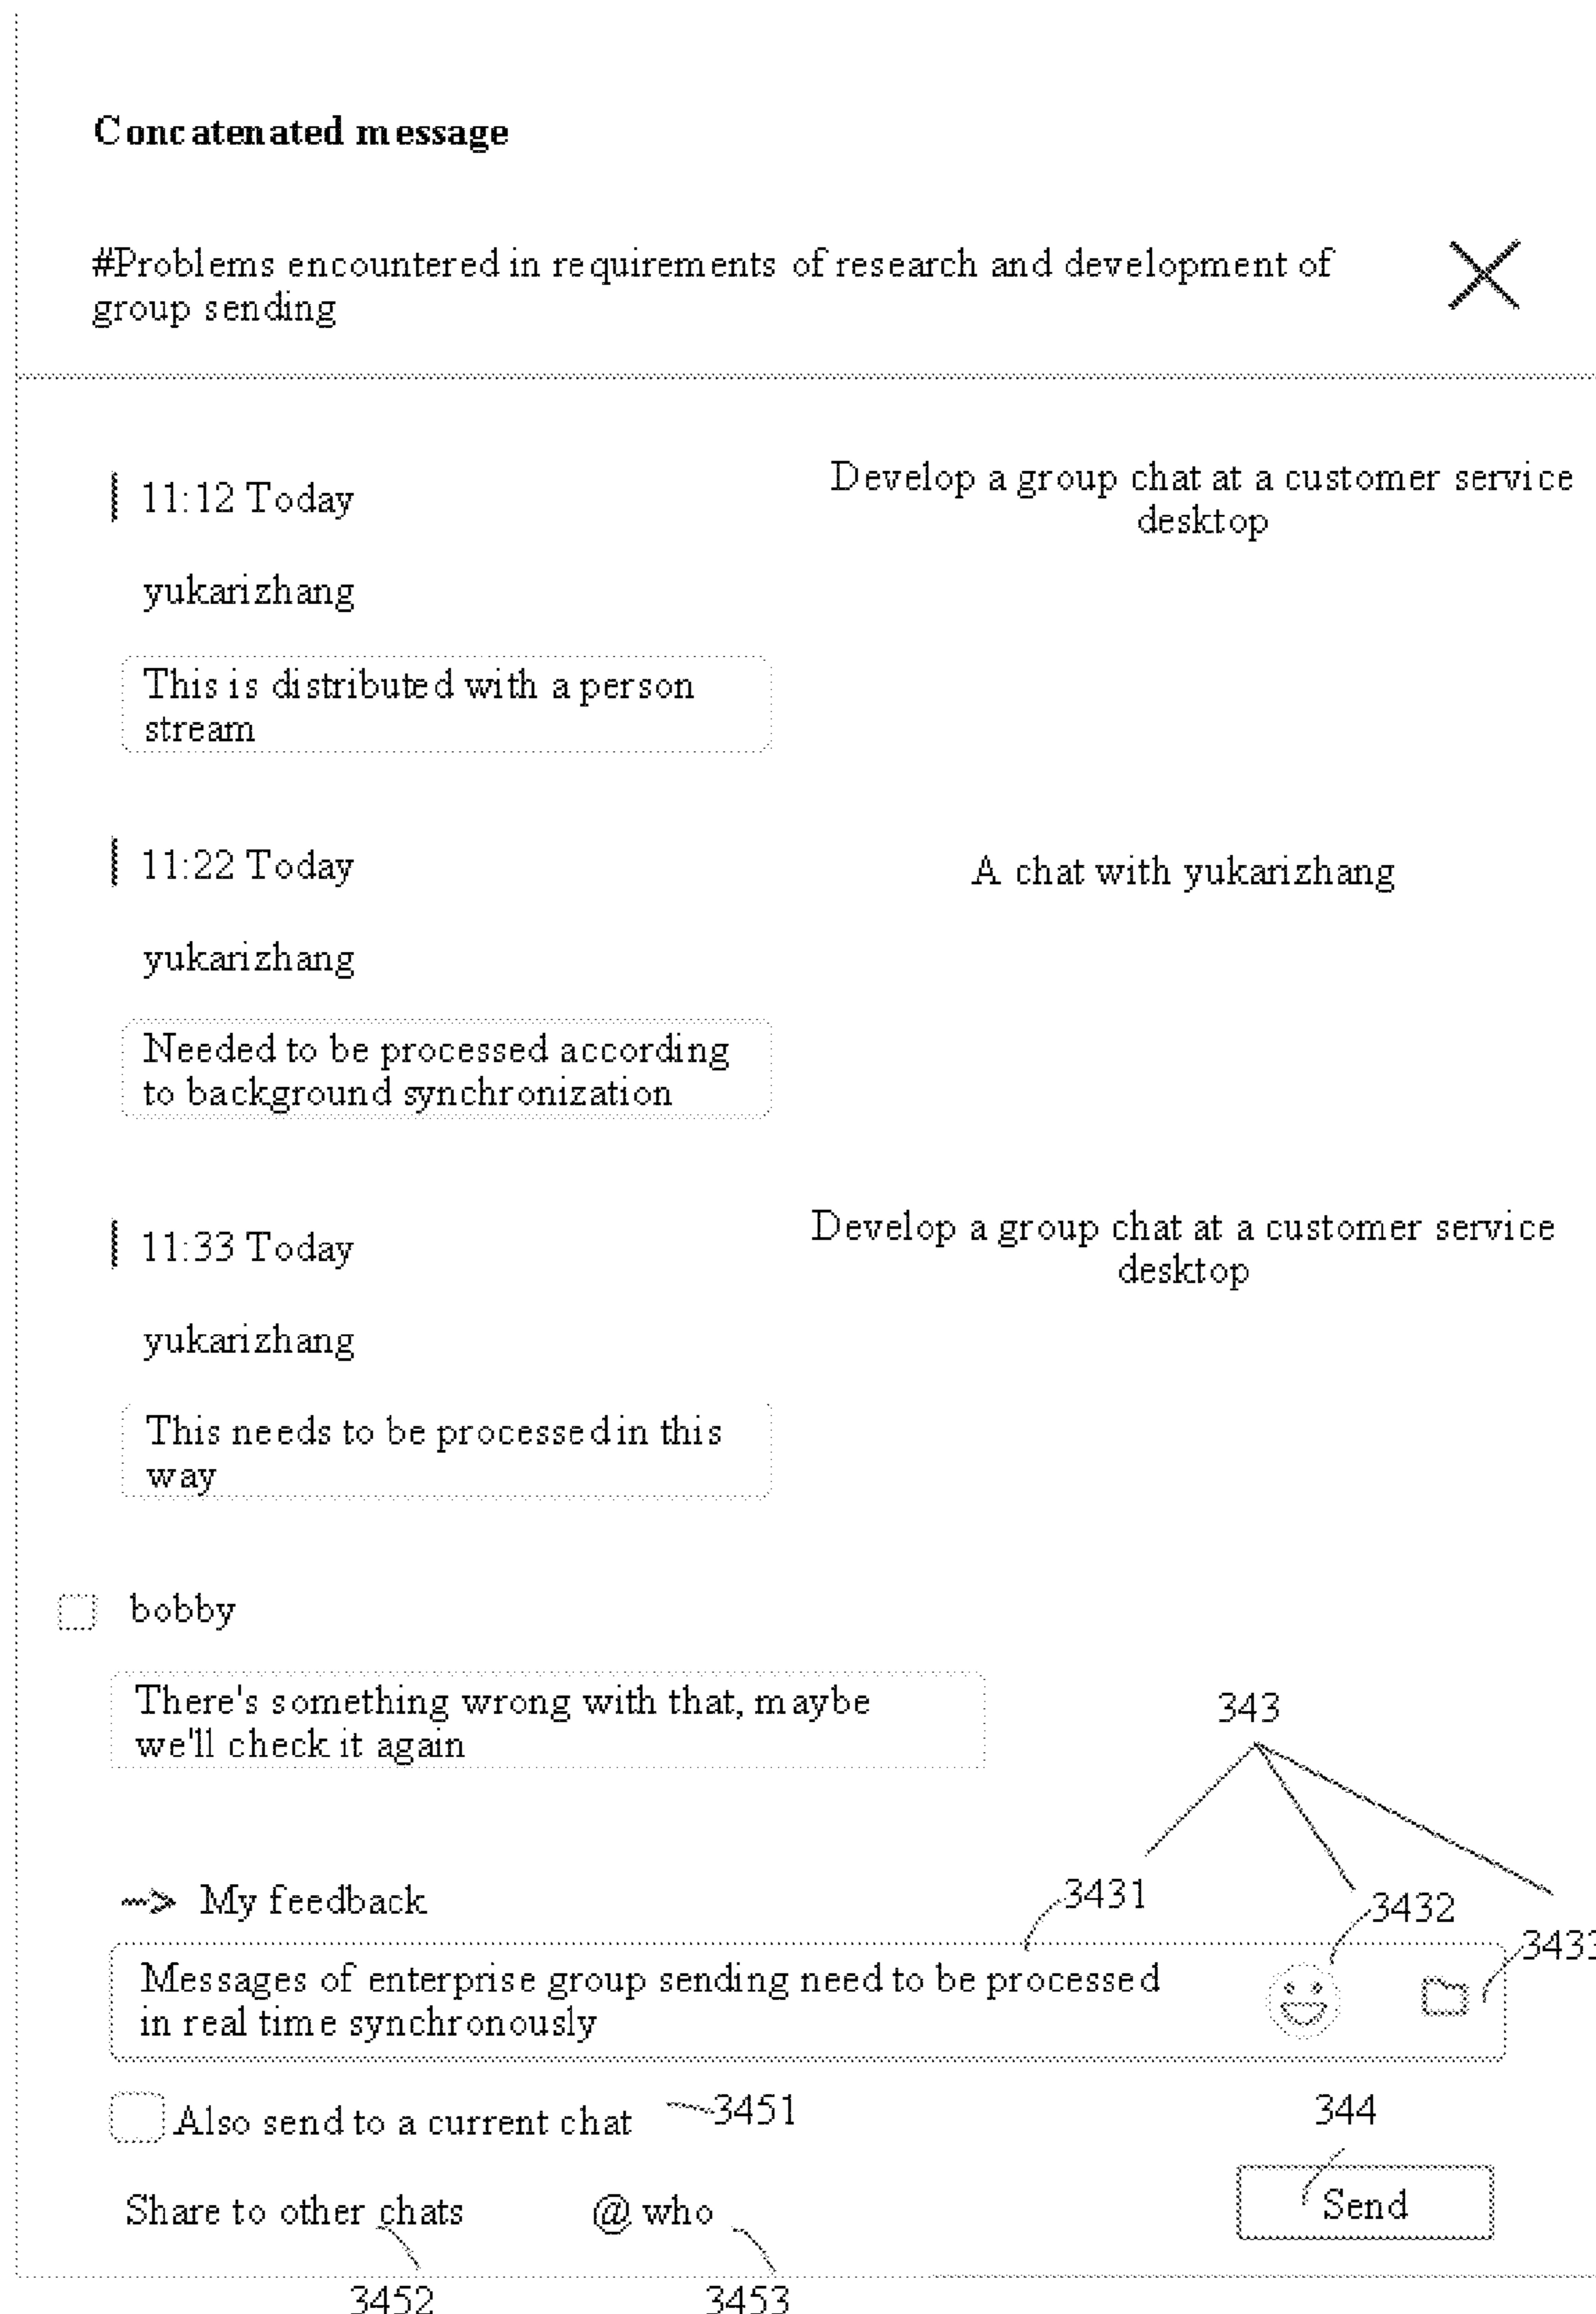 Concatenated message
#Problems encountered in requirements of research and development of
group sending
11:12 Today
Develop a group chat at a customer service
desktop
yukarizhang
This is distributed with a person
stream
11:22 Today
A chat with yukarizhang
yukarizhang
Needed to be processed according
to background synchronization
11:33 Today
Develop a group chat at a customer service
desktop
yukarizhang
This needs to be processed in this
way
bobby
There's something wrong with that, maybe
we'll check it again
343
My feedback
3431
3432
3433
Messages of enterprise group sending need to be processed
in real time synchronously
Also send to a current chat
3451
344
Share to other chats
@ who
Send
3452
3453